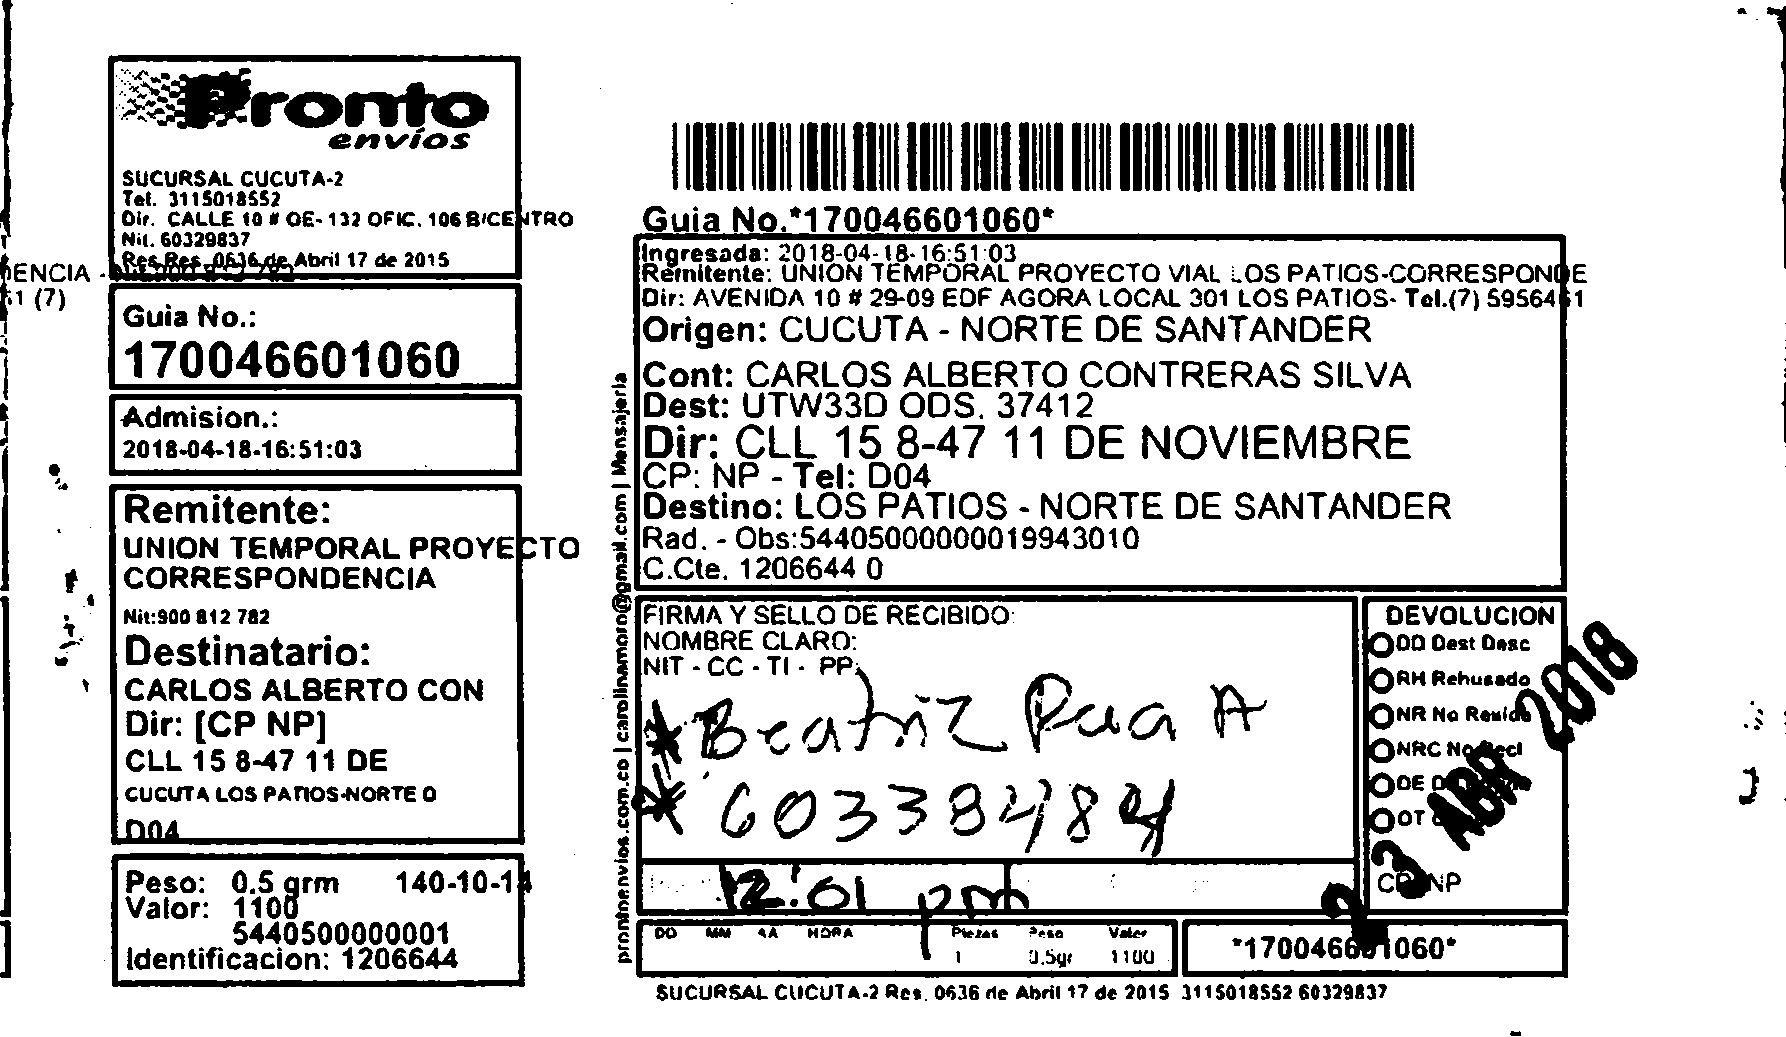 Pronto
envíos
SUCURSAL CUCUTA-2
Tel. 3115018552
Dir. CALLE 10 # OE-132 OFIC. 106 B/CENTRO
Nit. 60329837
Res.Res. 0636 de Abril 17 de 2015
ENCIA -
1 (7)
Guia No.:
170046601060
Admision.:
2018-04-18-16:51:03
Remitente:
UNION TEMPORAL PROYECTO
CORRESPONDENCIA
Nit:900 812 782
Destinatario:
CARLOS ALBERTO CON
Dir: [CP NP]
CLL 15 8-47 11 DE
CUCUTA LOS PATIOS-NORTE D
D04
Peso: 0.5 grm 140-10-14
Valor: 1100
5440500000001
Identificacion: 1206644
prontoenvios.com.co | carolinamoro@gmail.com | Mensajeria
Guia No.*170046601060*
Ingresada: 2018-04-18-16:51:03
Remitente: UNION TEMPORAL PROYECTO VIAL LOS PATIOS-CORRESPONDE
Dir: AVENIDA 10 # 29-09 EDF AGORA LOCAL 301 LOS PATIOS- Tel.(7) 5956461
Origen: CUCUTA - NORTE DE SANTANDER
Cont: CARLOS ALBERTO CONTRERAS SILVA
Dest: UTW33D ODS. 37412
Dir: CLL 15 8-47 11 DE NOVIEMBRE
CP: NP - Tel: D04
Destino: LOS PATIOS - NORTE DE SANTANDER
Rad. - Obs:54405000000019943010
C.Cte. 1206644 0
FIRMA Y SELLO DE RECIBIDO:
NOMBRE CLARO:
NIT - CC - TI - PP:
Beatriz Pua A
60338484
12:01 pm
DEVOLUCION
DD Dest Desc
RH Rehusado
NR No Resido
NRC No Recl
DE
OT
CP NP
23 ABR 2018
DD MM AA HORA Piezas Peso Valor
1 0.5gr 1100
*170046601060*
SUCURSAL CUCUTA-2 Res. 0636 de Abril 17 de 2015 3115018552 60329837